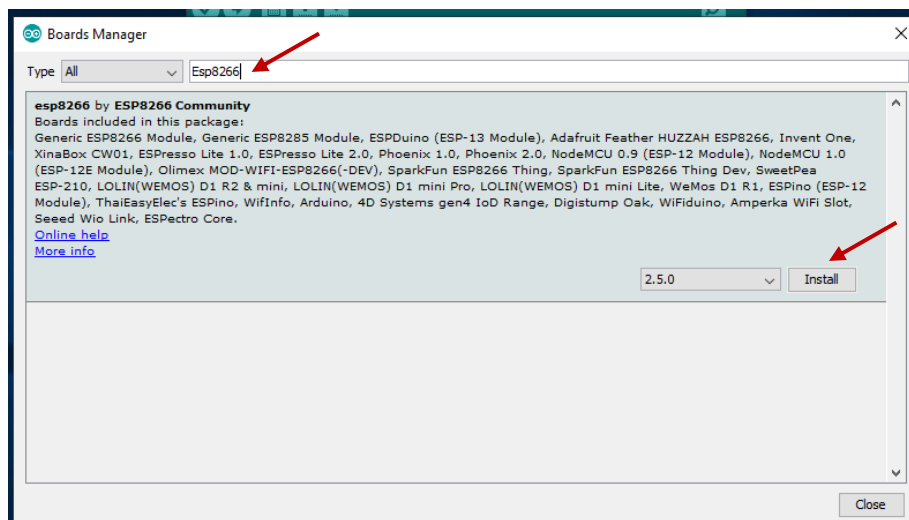 Boards Manager
Type All Esp8266
esp8266 by ESP8266 Community
Boards included in this package:
Generic ESP8266 Module, Generic ESP8285 Module, ESPDuino (ESP-13 Module), Adafruit Feather HUZZAH ESP8266, Invent One,
XinaBox CW01, ESPresso Lite 1.0, ESPresso Lite 2.0, Phoenix 1.0, Phoenix 2.0, NodeMCU 0.9 (ESP-12 Module), NodeMCU 1.0
(ESP-12E Module), Olimex MOD-WIFI-ESP8266(-DEV), SparkFun ESP8266 Thing, SparkFun ESP8266 Thing Dev, SweetPea
ESP-210, LOLIN(WEMOS) D1 R2 & mini, LOLIN(WEMOS) D1 mini Pro, LOLIN(WEMOS) D1 mini Lite, WeMos D1 R1, ESPino (ESP-12
Module), ThaiEasyElec's ESPino, WifInfo, Arduino, 4D Systems gen4 IoD Range, Digistump Oak, WiFiduino, Amperka WiFi Slot,
Seeed Wio Link, ESPectro Core.
Online help
More info
2.5.0 Install
Close